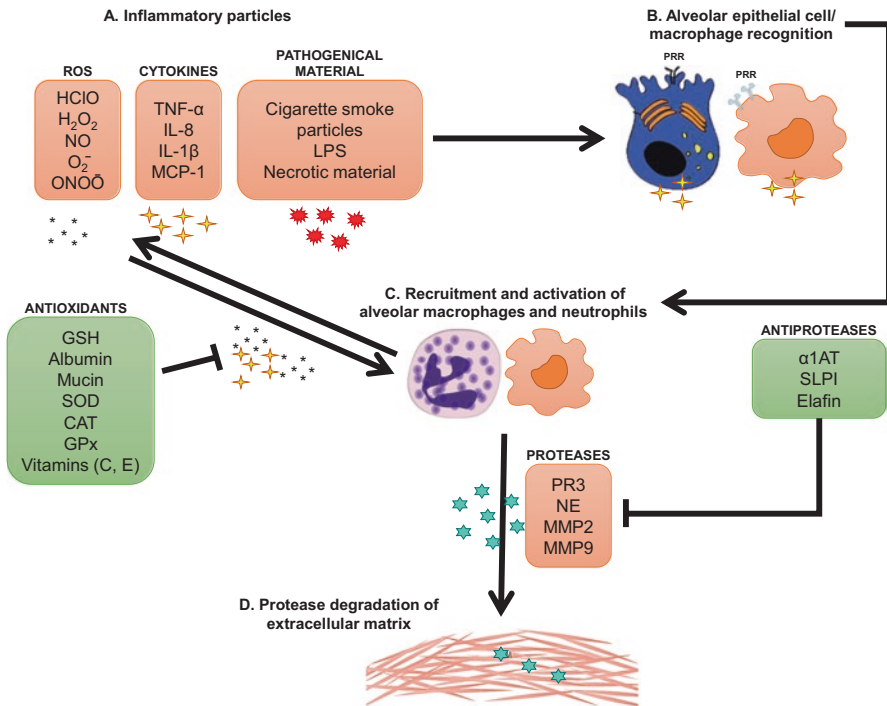 A. Inflammatory particles
ROS
HClO
H₂O₂
NO
O₂⁻
ONOŌ
CYTOKINES
TNF-α
IL-8
IL-1β
MCP-1
PATHOGENICAL
MATERIAL
Cigarette smoke
particles
LPS
Necrotic material
B. Alveolar epithelial cell/
macrophage recognition
PRR
PRR
C. Recruitment and activation of
alveolar macrophages and neutrophils
ANTIOXIDANTS
GSH
Albumin
Mucin
SOD
CAT
GPx
Vitamins (C, E)
ANTIPROTEASES
α1AT
SLPI
Elafin
PROTEASES
PR3
NE
MMP2
MMP9
D. Protease degradation of
extracellular matrix